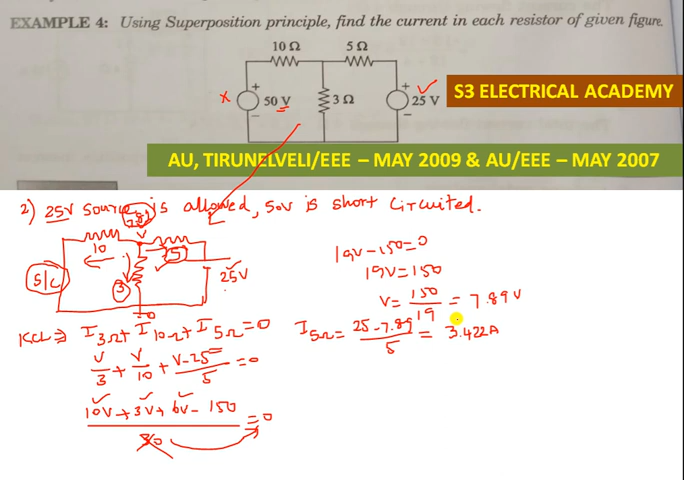 EXAMPLE 4: Using Superposition principle, find the current in each resistor of given figure.
10 Ω 5 Ω
+ +
X 50 V 3 Ω 25 V
- -
S3 ELECTRICAL ACADEMY
AU, TIRUNELVELI/EEE – MAY 2009 & AU/EEE – MAY 2007
2) 25V source is allowed, 50V is short circuited.
V
10 5
S/C 3 25V
0
KCL ⇒ I3Ω + I10Ω + I5Ω = 0
V/3 + V/10 + (V-25)/5 = 0
(10V + 3V + 6V - 150)/30 = 0
19V - 150 = 0
19V = 150
V = 150/19 = 7.89 V
I5Ω = (25 - 7.89)/5 = 3.422A